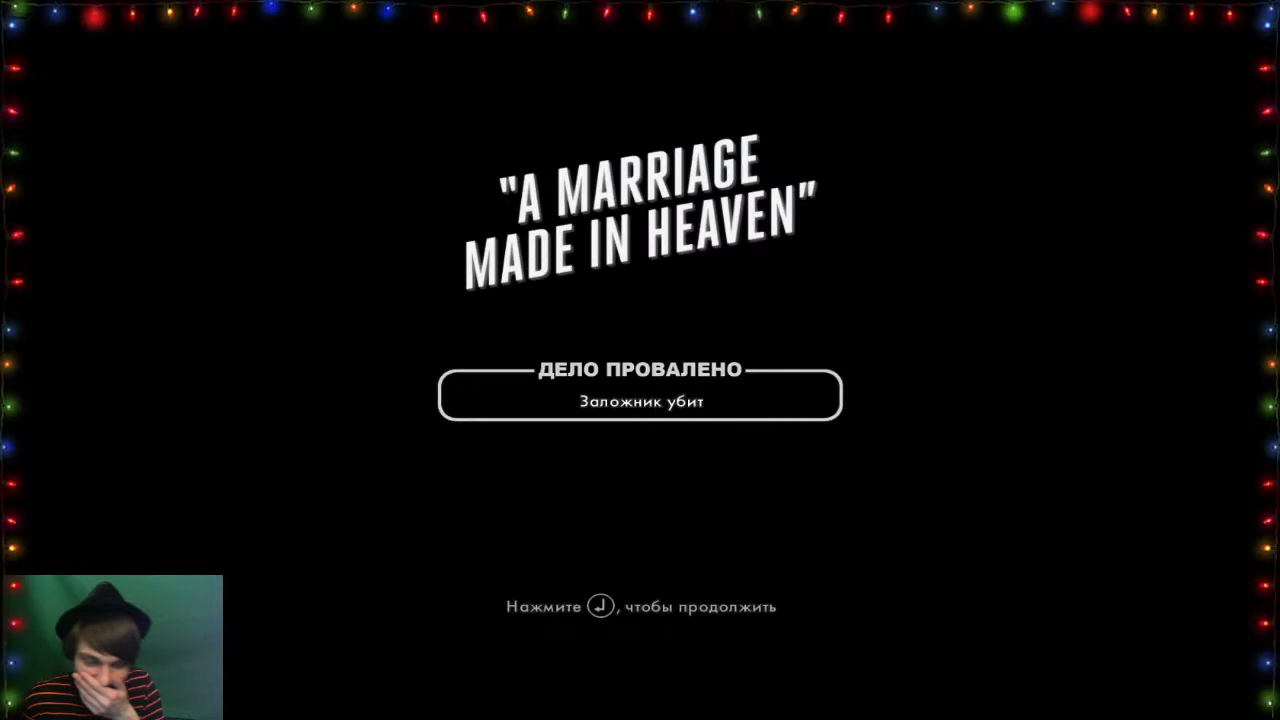 "A MARRIAGE
MADE IN HEAVEN"
ДЕЛО ПРОВАЛЕНО
Заложник убит
Нажмите , чтобы продолжить